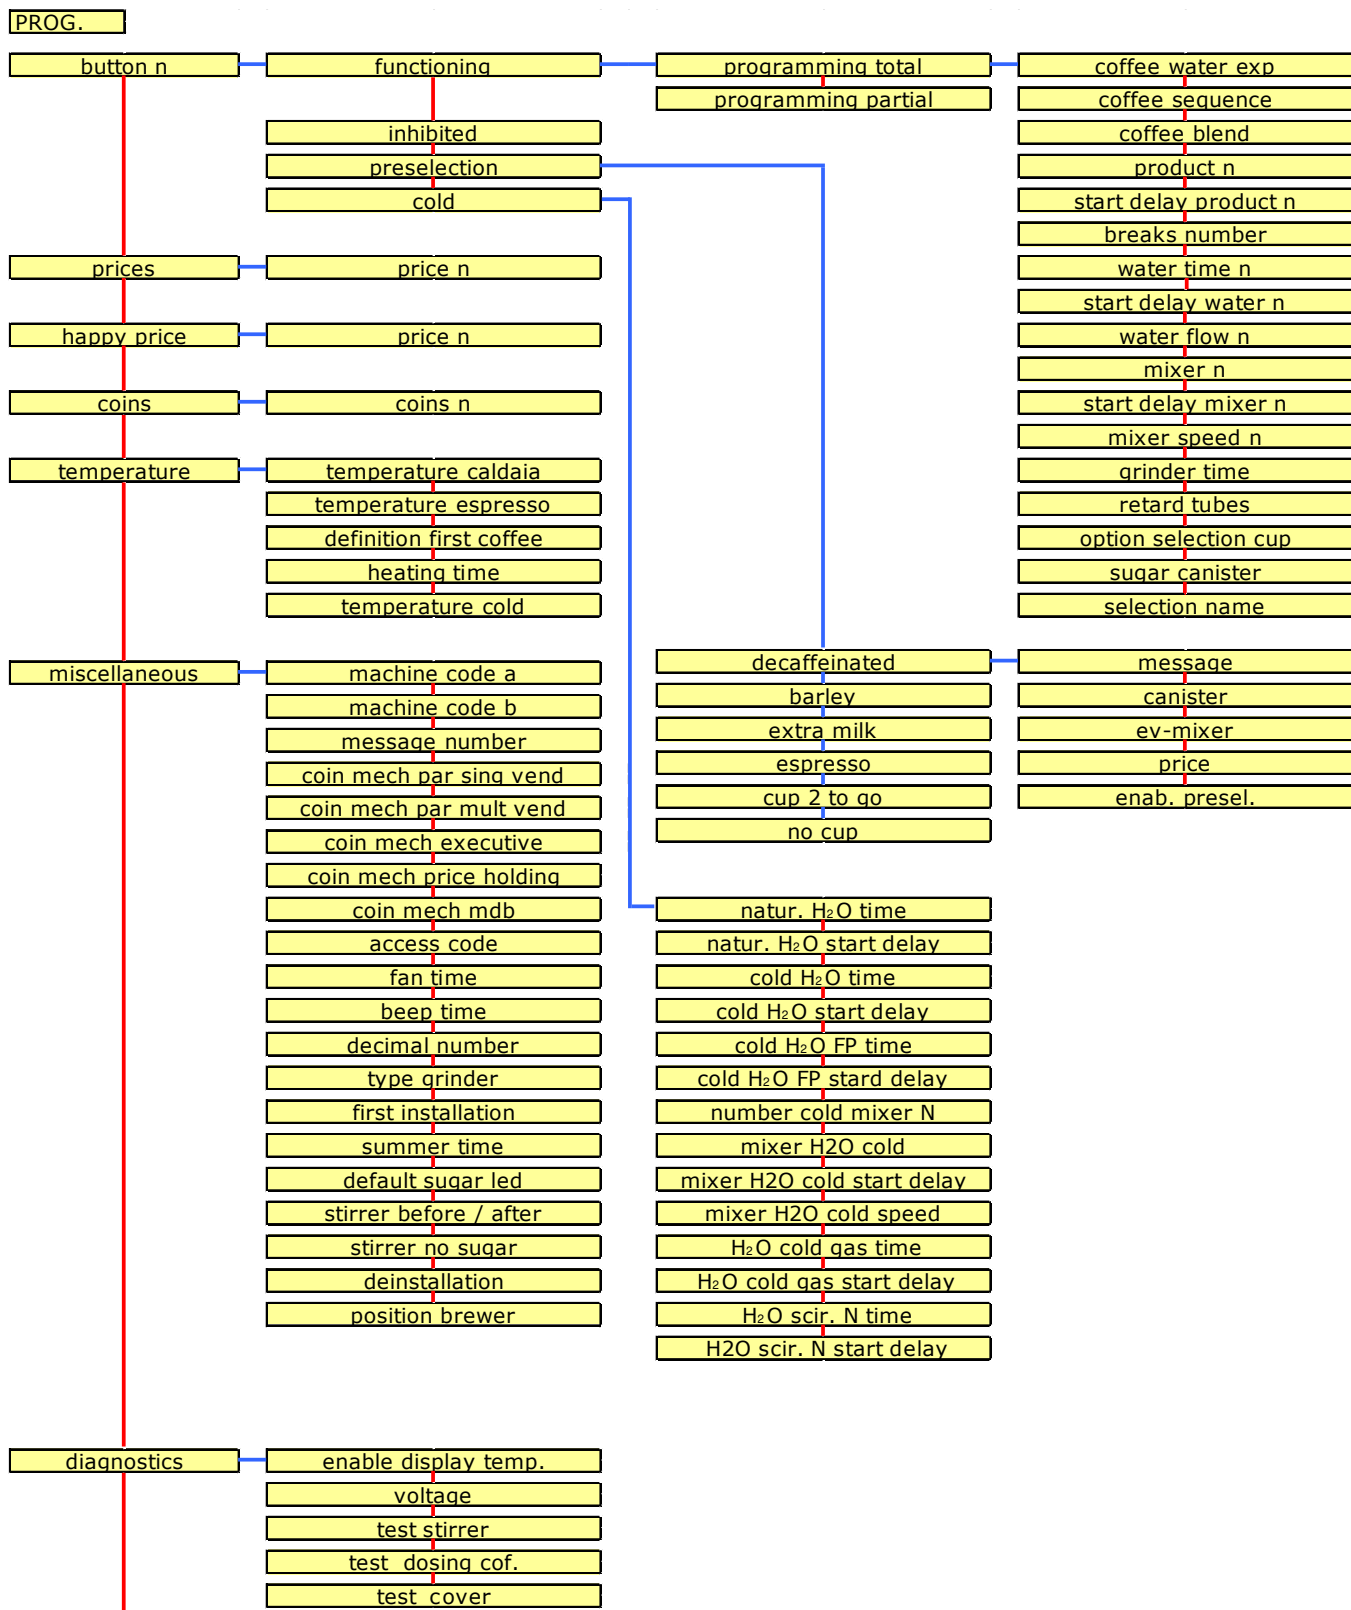 PROG.
button n
functioning
programming total
coffee water exp
programming partial
coffee sequence
inhibited
coffee blend
preselection
product n
cold
start delay product n
breaks number
prices
price n
water time n
start delay water n
happy price
price n
water flow n
mixer n
coins
coins n
start delay mixer n
mixer speed n
temperature
temperature caldaia
grinder time
temperature espresso
retard tubes
definition first coffee
option selection cup
heating time
sugar canister
temperature cold
selection name
miscellaneous
machine code a
decaffeinated
message
machine code b
barley
canister
message number
extra milk
ev-mixer
coin mech par sing vend
espresso
price
coin mech par mult vend
cup 2 to go
enab. presel.
coin mech executive
no cup
coin mech price holding
coin mech mdb
natur. H₂O time
access code
natur. H₂O start delay
fan time
cold H₂O time
beep time
cold H₂O start delay
decimal number
cold H₂O FP time
type grinder
cold H₂O FP stard delay
first installation
number cold mixer N
summer time
mixer H2O cold
default sugar led
mixer H2O cold start delay
stirrer before / after
mixer H2O cold speed
stirrer no sugar
H₂O cold gas time
deinstallation
H₂O cold gas start delay
position brewer
H₂O scir. N time
H2O scir. N start delay
diagnostics
enable display temp.
voltage
test stirrer
test dosing cof.
test cover